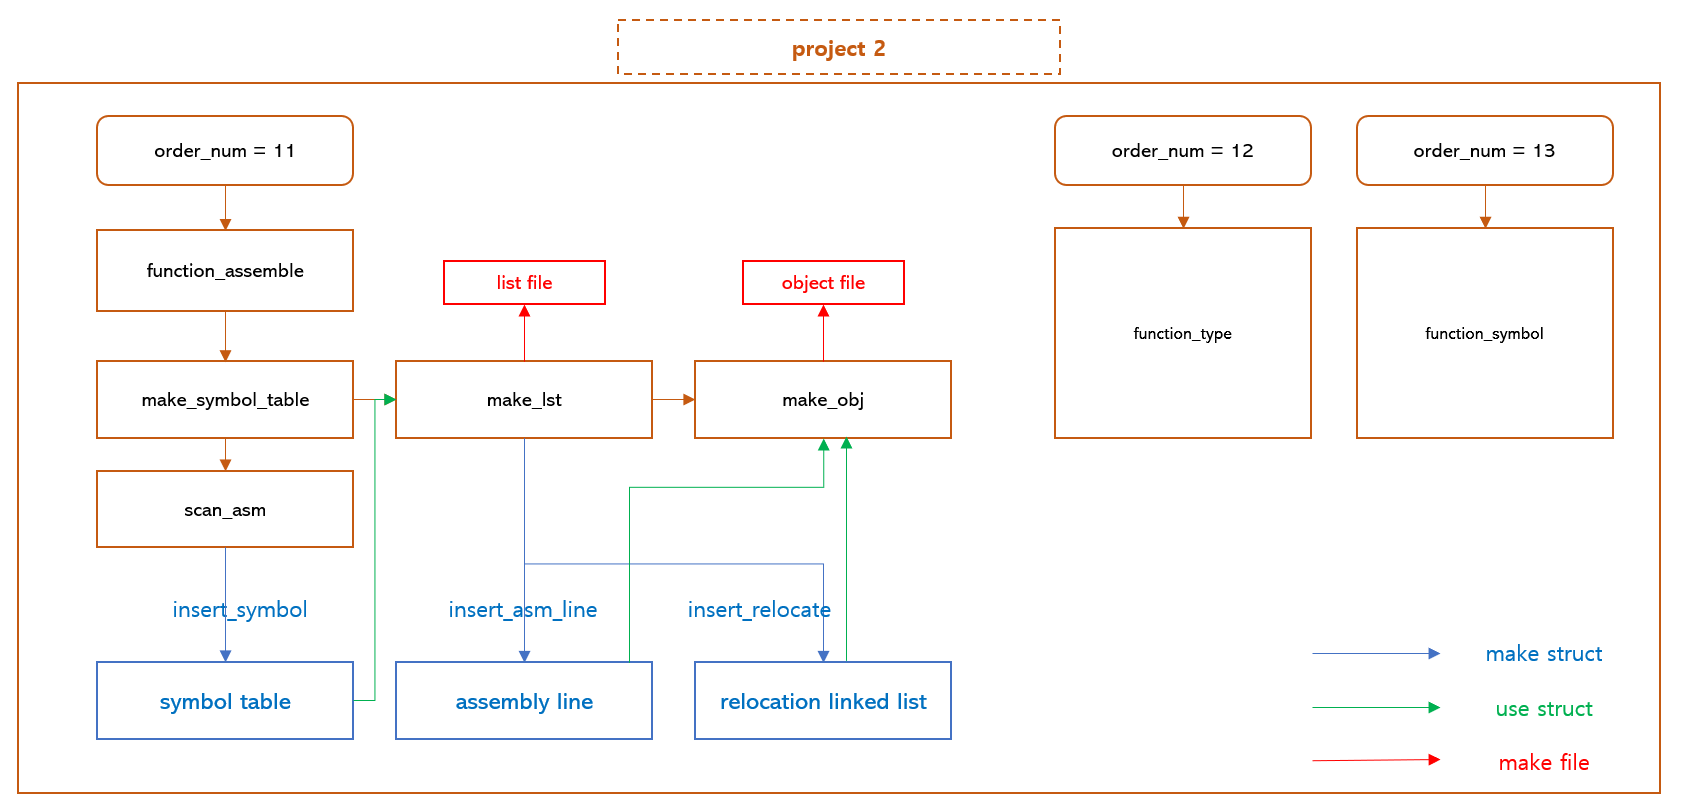 project 2
order_num = 11
order_num = 12
order_num = 13
function_assemble
list file
object file
function_type
function_symbol
make_symbol_table
make_lst
make_obj
scan_asm
insert_symbol
insert_asm_line
insert_relocate
symbol table
assembly line
relocation linked list
make struct
use struct
make file